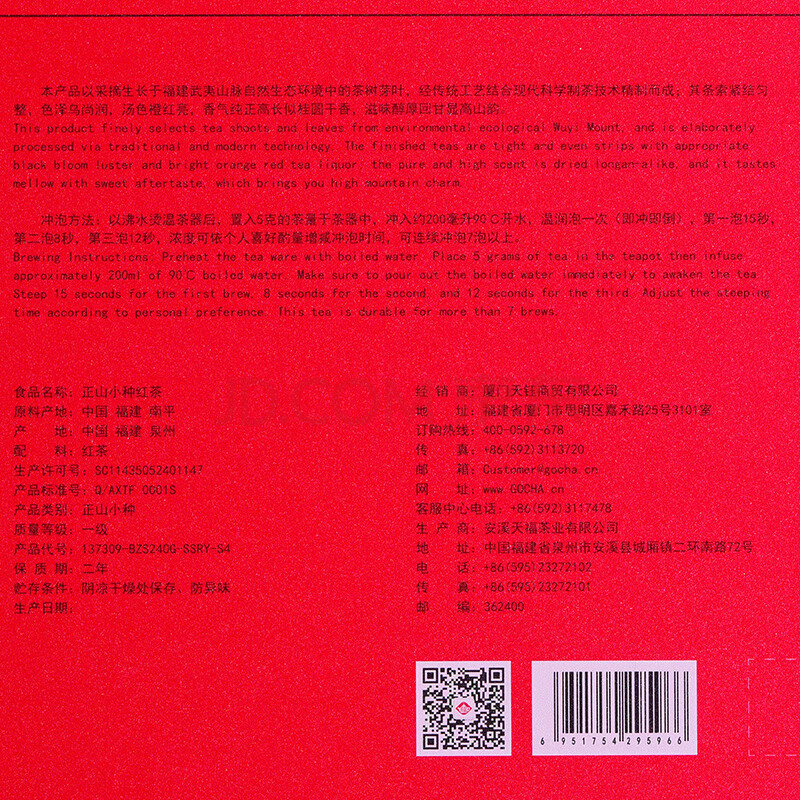 本产品以采摘生长于福建武夷山脉自然生态环境中的茶树芽叶，经传统工艺结合现代科学制茶技术精制而成；其条索紧结匀
整，色泽乌尚润，汤色橙红亮，香气纯正高长似桂圆干香，滋味醇厚回甘显高山韵。
This product finely selects tea shoots and leaves from environmental ecological Wuyi Mount, and is elaborately
processed via traditional and modern technology. The finished teas are tight and even strips with appropriate
black bloom luster and bright orange red tea liquor; the pure and high scent is dried longan-alike, and it tastes
mellow with sweet aftertaste, which brings you high mountain charm.
冲泡方法：以沸水烫温茶器后，置入5克的茶量于茶器中，冲入约200毫升90℃开水，温润泡一次（即冲即倒），第一泡15秒，
第二泡8秒，第三泡12秒，浓度可依个人喜好酌量增减冲泡时间，可连续冲泡7泡以上。
Brewing Instructions: Preheat the tea ware with boiled water. Place 5 grams of tea in the teapot then infuse
approximately 200ml of 90℃ boiled water. Make sure to pour out the boiled water immediately to awaken the tea.
Steep 15 seconds for the first brew, 8 seconds for the second, and 12 seconds for the third. Adjust the steeping
time according to personal preference. This tea is durable for more than 7 brews.
食品名称：正山小种红茶
原料产地：中国 福建 南平
产 地：中国 福建 泉州
配 料：红茶
生产许可号：SC11435052401147
产品标准号：Q/AXTF 0001S
产品类别：正山小种
质量等级：一级
产品代号：137309-BZS240G-SSRY-S4
保 质 期：二年
贮存条件：阴凉干燥处保存，防异味
生产日期：
经 销 商：厦门天钰商贸有限公司
地 址：福建省厦门市思明区嘉禾路25号3101室
订购热线：400-0592-678
传 真：+86(592)3113720
邮 箱：Customer@gocha.cn
网 址：www.GOCHA.cn
客服中心电话：+86(592)3117478
生 产 商：安溪天福茶业有限公司
地 址：中国福建省泉州市安溪县城厢镇二环南路72号
电 话：+86(595)23272102
传 真：+86(595)23272101
邮 编：362400
6 951754 295966